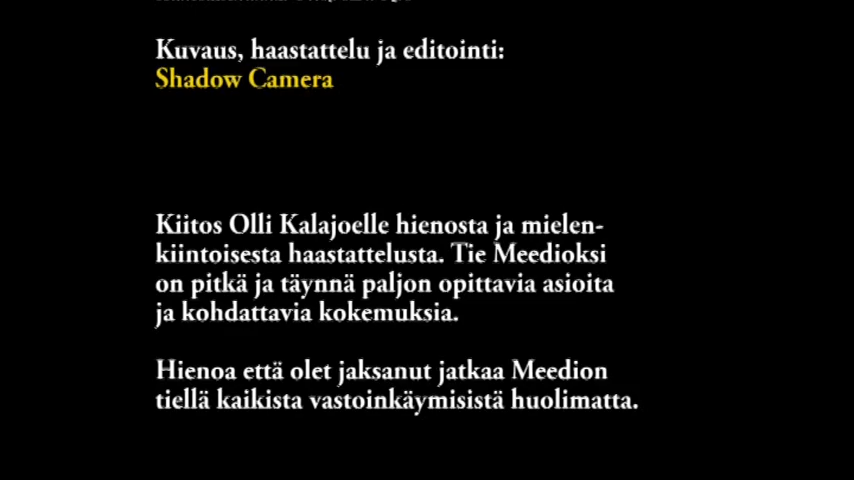 Kuvaus, haastattelu ja editointi:
Shadow Camera
Kiitos Olli Kalajoelle hienosta ja mielen-
kiintoisesta haastattelusta. Tie Meedioksi
on pitkä ja täynnä paljon opittavia asioita
ja kohdattavia kokemuksia.
Hienoa että olet jaksanut jatkaa Meedion
tiellä kaikista vastoinkäymisistä huolimatta.